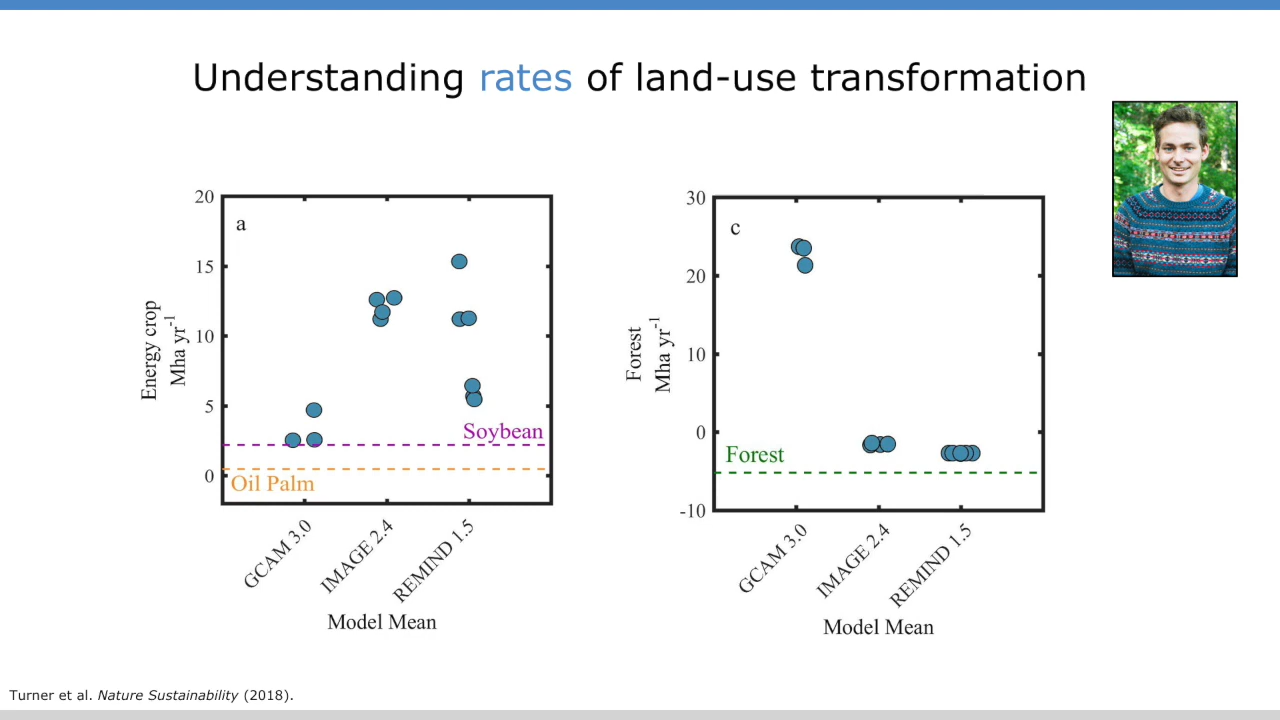 Understanding rates of land-use transformation
a
20
15
10
5
0
Energy crop
Mha yr-1
Soybean
Oil Palm
GCAM 3.0
IMAGE 2.4
REMIND 1.5
Model Mean
c
30
20
10
0
-10
Forest
Mha yr-1
Forest
GCAM 3.0
IMAGE 2.4
REMIND 1.5
Model Mean
Turner et al. Nature Sustainability (2018).